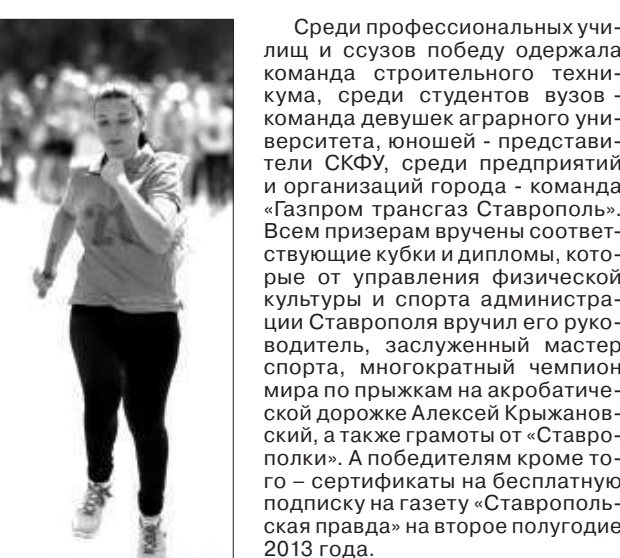 Среди профессиональных учи-
лищ и ссузов победу одержала
команда строительного техни-
кума, среди студентов вузов -
команда девушек аграрного уни-
верситета, юношей - представи-
тели СКФУ, среди предприятий
и организаций города - команда
«Газпром трансгаз Ставрополь».
Всем призерам вручены соответ-
ствующие кубки и дипломы, кото-
рые от управления физической
культуры и спорта администра-
ции Ставрополя вручил его руко-
водитель, заслуженный мастер
спорта, многократный чемпион
мира по прыжкам на акробатиче-
ской дорожке Алексей Крыжанов-
ский, а также грамоты от «Ставро-
полки». А победителям кроме то-
го – сертификаты на бесплатную
подписку на газету «Ставрополь-
ская правда» на второе полугодие
2013 года.